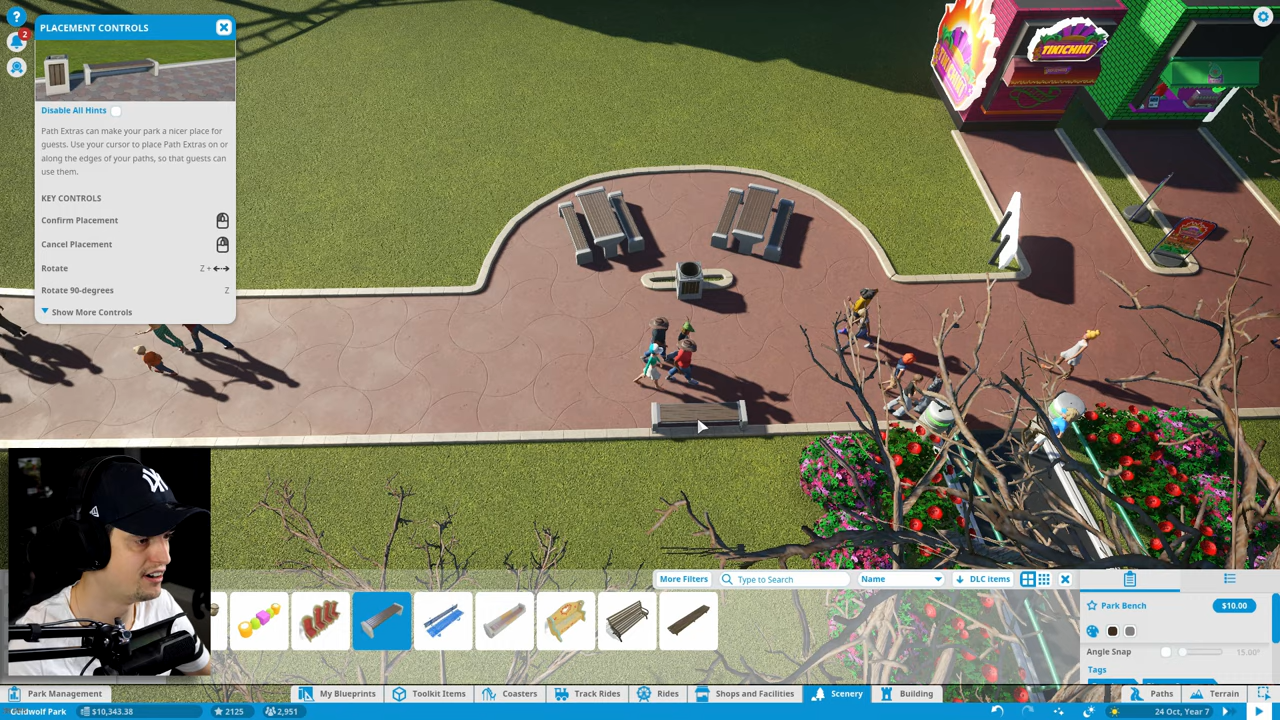 ?
2
PLACEMENT CONTROLS
Disable All Hints
Path Extras can make your park a nicer place for
guests. Use your cursor to place Path Extras on or
along the edges of your paths, so that guests can
use them.
KEY CONTROLS
Confirm Placement
Cancel Placement
Rotate Z +
Rotate 90-degrees Z
Show More Controls
TIKICHIKI
More Filters
Type to Search
Name
DLC items
Park Bench
$10.00
Angle Snap
15.00°
Tags
Park Management
My Blueprints
Toolkit Items
Coasters
Track Rides
Rides
Shops and Facilities
Scenery
Building
Paths
Terrain
Coldwolf Park
$10,343.38
2125
2,951
24 Oct, Year 7